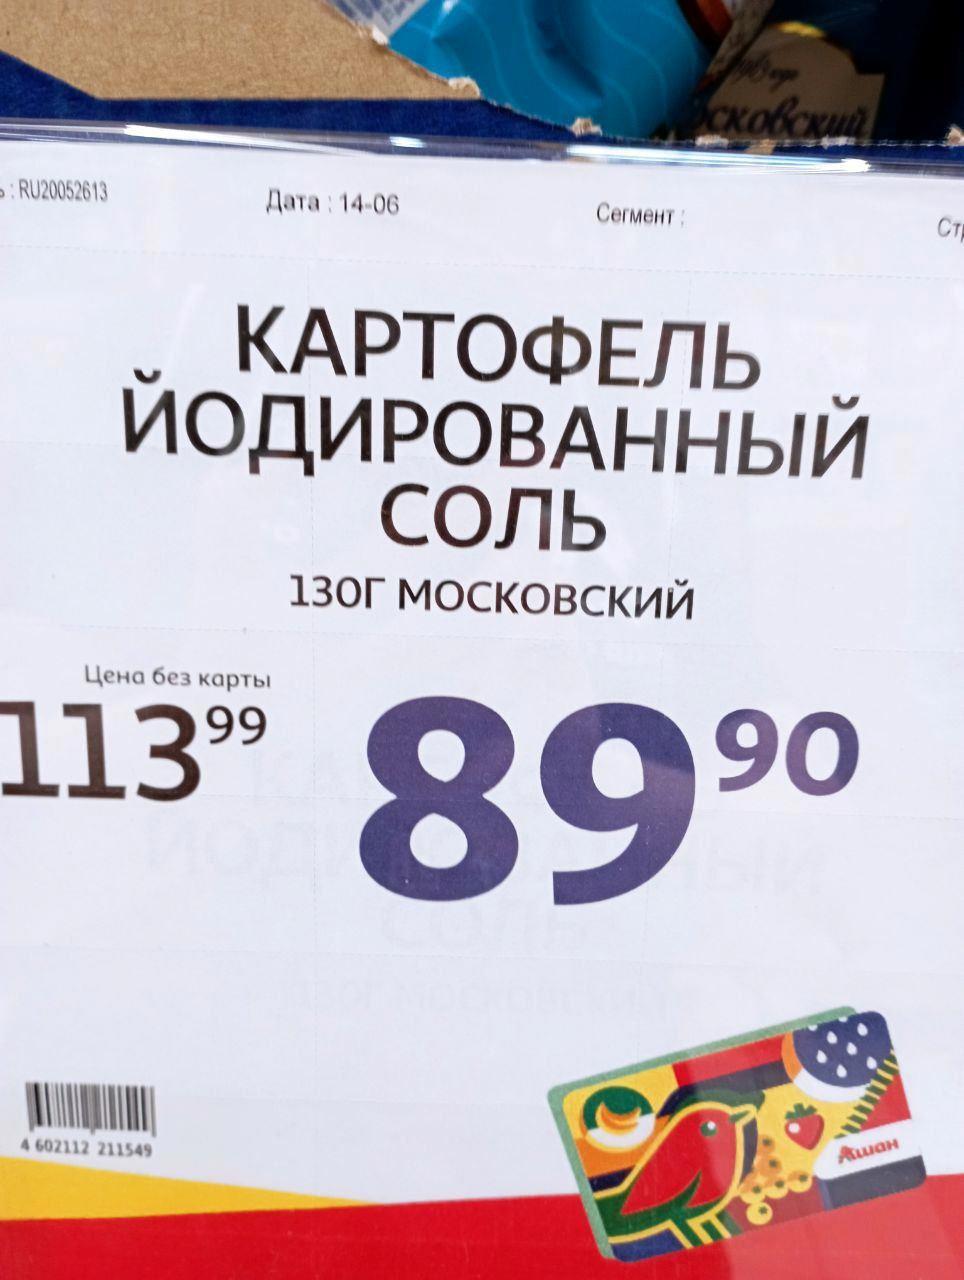 Московский
: RU20052613 Дата : 14-06 Сегмент :
КАРТОФЕЛЬ
ЙОДИРОВАННЫЙ
СОЛЬ
130Г МОСКОВСКИЙ
Цена без карты
113 99 89 90
4 602112 211549
Ашан